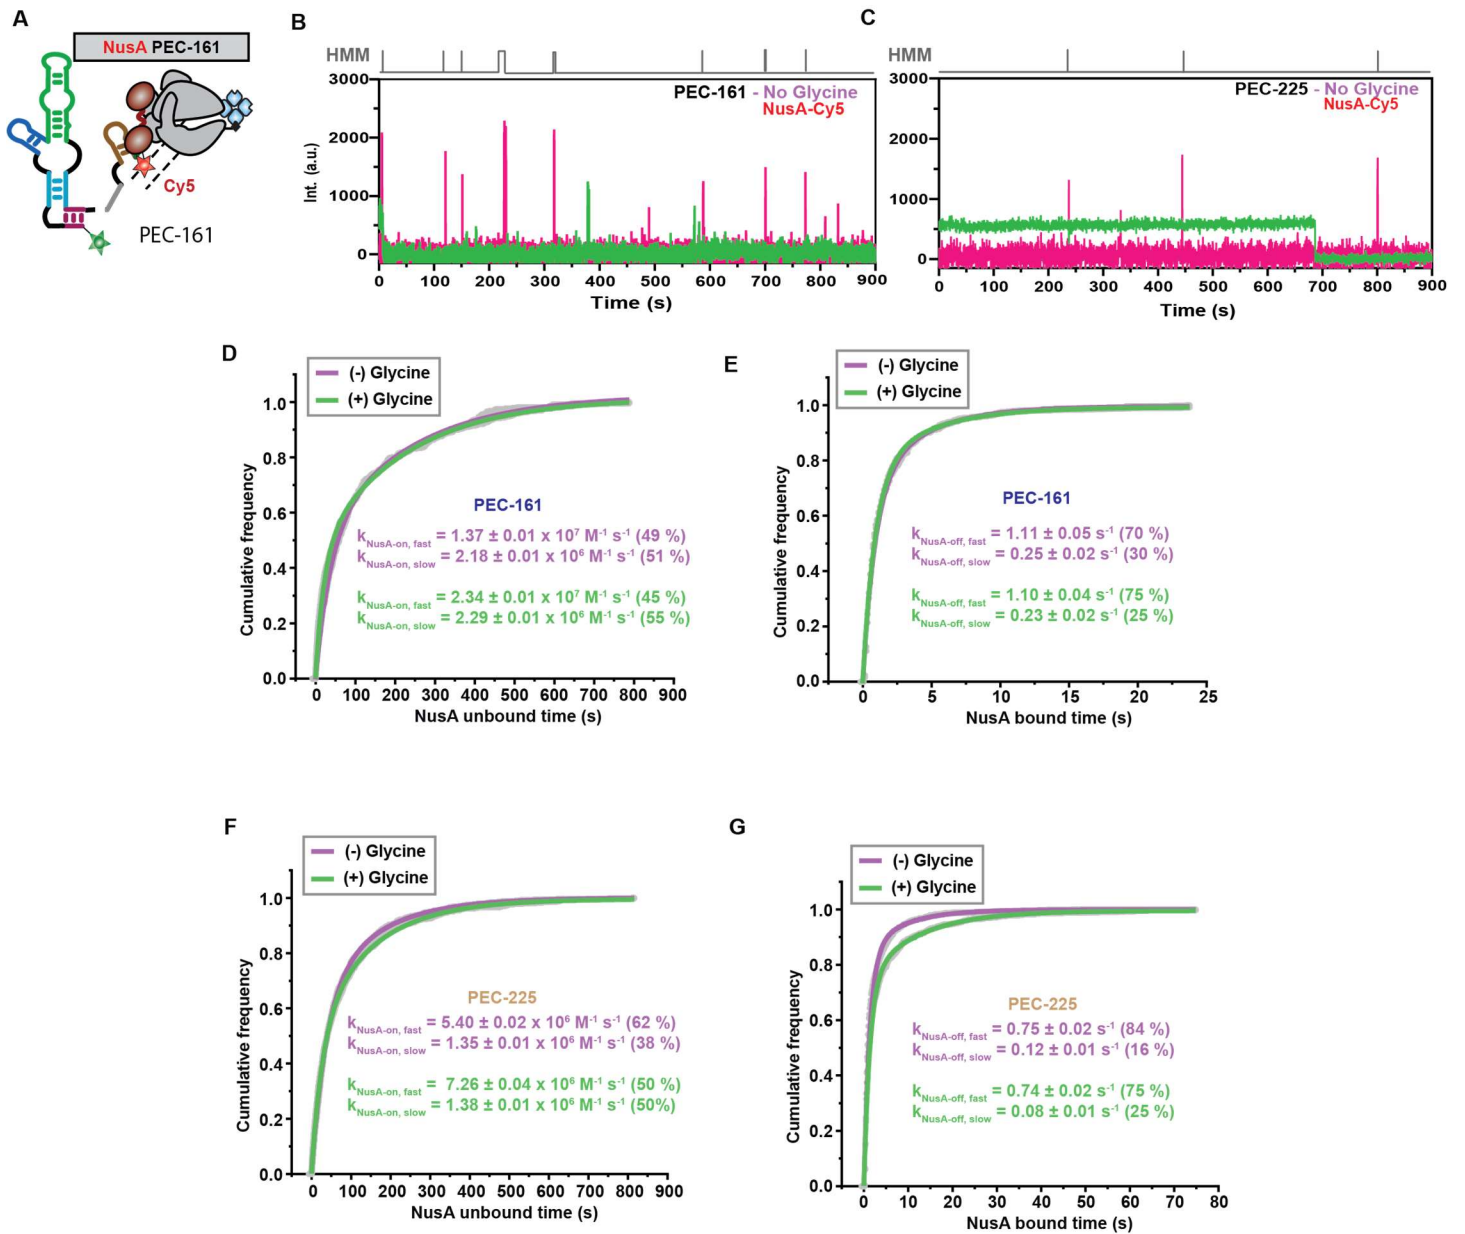 A
NusA PEC-161
Cy5
PEC-161
B
HMM
3000
2000
1000
0
Int. (a.u.)
PEC-161 - No Glycine
NusA-Cy5
0 100 200 300 400 500 600 700 800 900
Time (s)
C
HMM
3000
2000
1000
0
PEC-225 - No Glycine
NusA-Cy5
0 100 200 300 400 500 600 700 800 900
Time (s)
D
(-) Glycine
(+) Glycine
1.0
0.8
0.6
0.4
0.2
0.0
Cumulative frequency
PEC-161
kNusA-on, fast = 1.37 ± 0.01 x 10⁷ M⁻¹ s⁻¹ (49 %)
kNusA-on, slow = 2.18 ± 0.01 x 10⁶ M⁻¹ s⁻¹ (51 %)
kNusA-on, fast = 2.34 ± 0.01 x 10⁷ M⁻¹ s⁻¹ (45 %)
kNusA-on, slow = 2.29 ± 0.01 x 10⁶ M⁻¹ s⁻¹ (55 %)
0 100 200 300 400 500 600 700 800 900
NusA unbound time (s)
E
(-) Glycine
(+) Glycine
1.0
0.8
0.6
0.4
0.2
0.0
Cumulative frequency
PEC-161
kNusA-off, fast = 1.11 ± 0.05 s⁻¹ (70 %)
kNusA-off, slow = 0.25 ± 0.02 s⁻¹ (30 %)
kNusA-off, fast = 1.10 ± 0.04 s⁻¹ (75 %)
kNusA-off, slow = 0.23 ± 0.02 s⁻¹ (25 %)
0 5 10 15 20 25
NusA bound time (s)
F
(-) Glycine
(+) Glycine
1.0
0.8
0.6
0.4
0.2
0.0
Cumulative frequency
PEC-225
kNusA-on, fast = 5.40 ± 0.02 x 10⁶ M⁻¹ s⁻¹ (62 %)
kNusA-on, slow = 1.35 ± 0.01 x 10⁶ M⁻¹ s⁻¹ (38 %)
kNusA-on, fast = 7.26 ± 0.04 x 10⁶ M⁻¹ s⁻¹ (50 %)
kNusA-on, slow = 1.38 ± 0.01 x 10⁶ M⁻¹ s⁻¹ (50%)
0 100 200 300 400 500 600 700 800 900
NusA unbound time (s)
G
(-) Glycine
(+) Glycine
1.0
0.8
0.6
0.4
0.2
0.0
Cumulative frequency
PEC-225
kNusA-off, fast = 0.75 ± 0.02 s⁻¹ (84 %)
kNusA-off, slow = 0.12 ± 0.01 s⁻¹ (16 %)
kNusA-off, fast = 0.74 ± 0.02 s⁻¹ (75 %)
kNusA-off, slow = 0.08 ± 0.01 s⁻¹ (25 %)
0 10 20 30 40 50 60 70 80
NusA bound time (s)